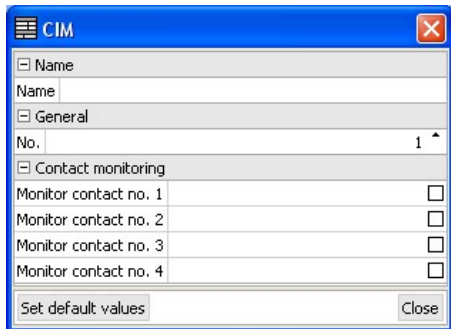 CIM
Name
Name
General
No. 1
Contact monitoring
Monitor contact no. 1
Monitor contact no. 2
Monitor contact no. 3
Monitor contact no. 4
Set default values Close